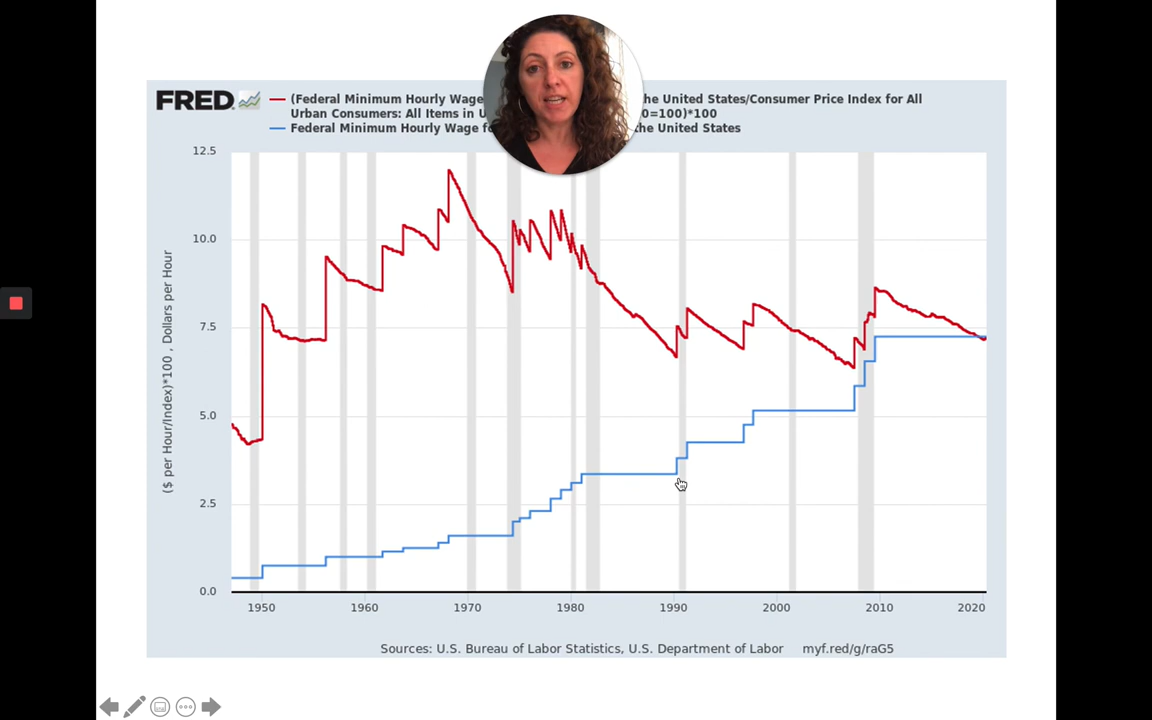 FRED
(Federal Minimum Hourly Wage he United States/Consumer Price Index for All
Urban Consumers: All Items in U 0=100)*100
Federal Minimum Hourly Wage fo the United States
12.5
10.0
7.5
5.0
2.5
0.0
($ per Hour/Index)*100 , Dollars per Hour
1950 1960 1970 1980 1990 2000 2010 2020
Sources: U.S. Bureau of Labor Statistics, U.S. Department of Labor myf.red/g/raG5